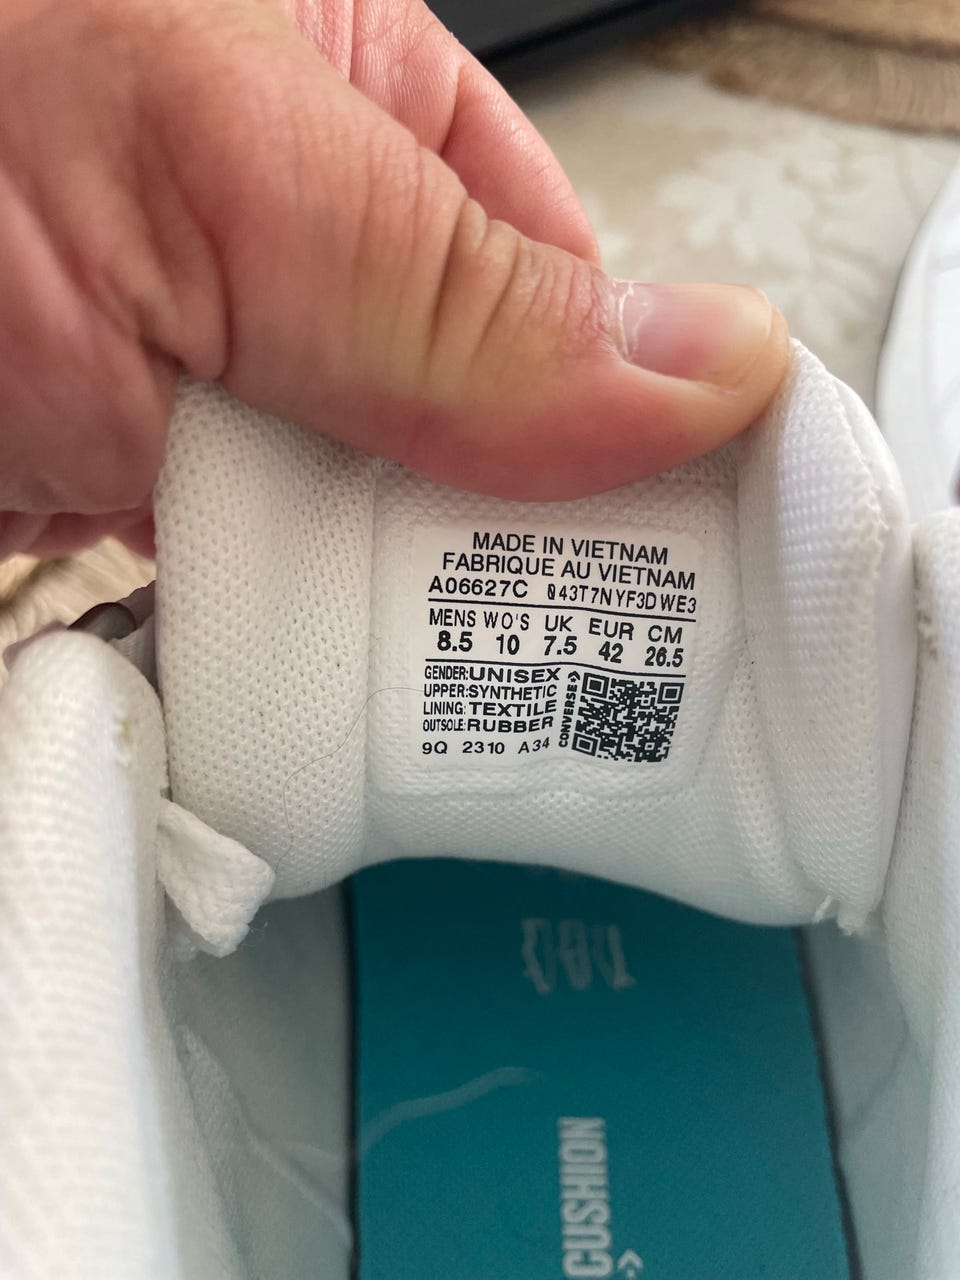 MADE IN VIETNAM
FABRIQUE AU VIETNAM
A06627C 043T7NYF3DWE3
MENS WO'S UK EUR CM
8.5 10 7.5 42 26.5
GENDER:UNISEX
UPPER:SYNTHETIC
LINING: TEXTILE
OUTSOLE:RUBBER
9Q 2310 A34
CONVERSE
CUSHION